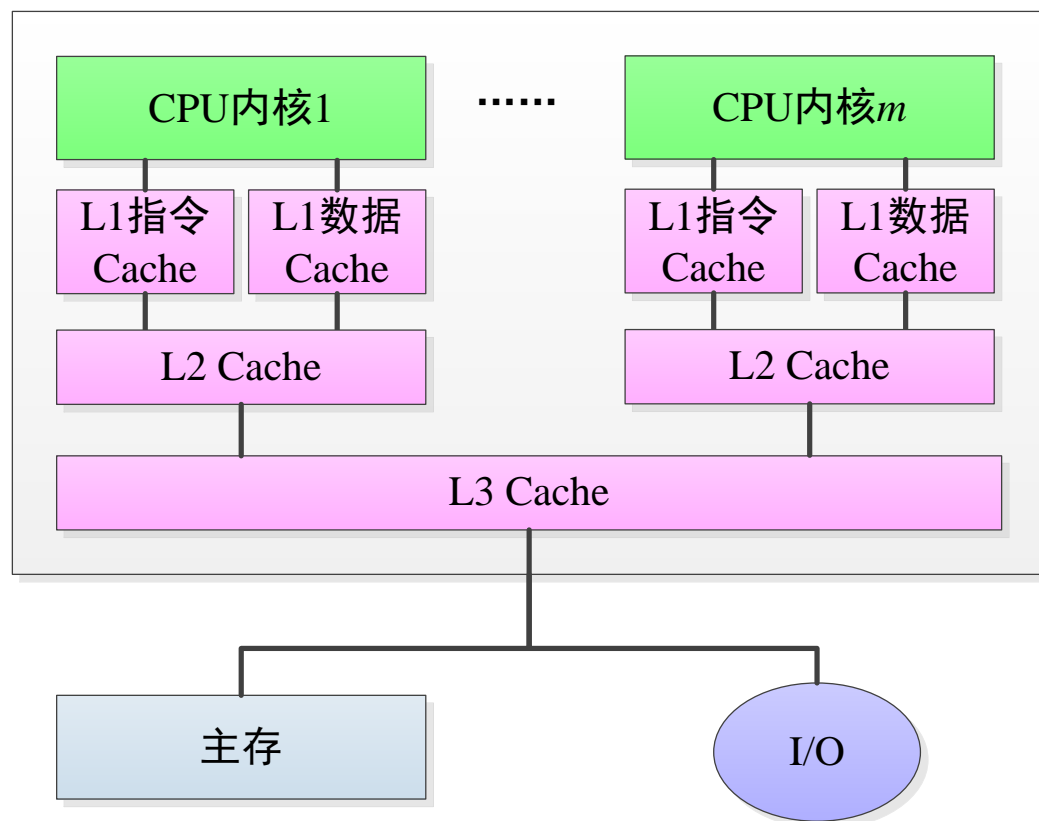 CPU内核1
……
CPU内核m
L1指令
Cache
L1数据
Cache
L1指令
Cache
L1数据
Cache
L2 Cache
L2 Cache
L3 Cache
主存
I/O